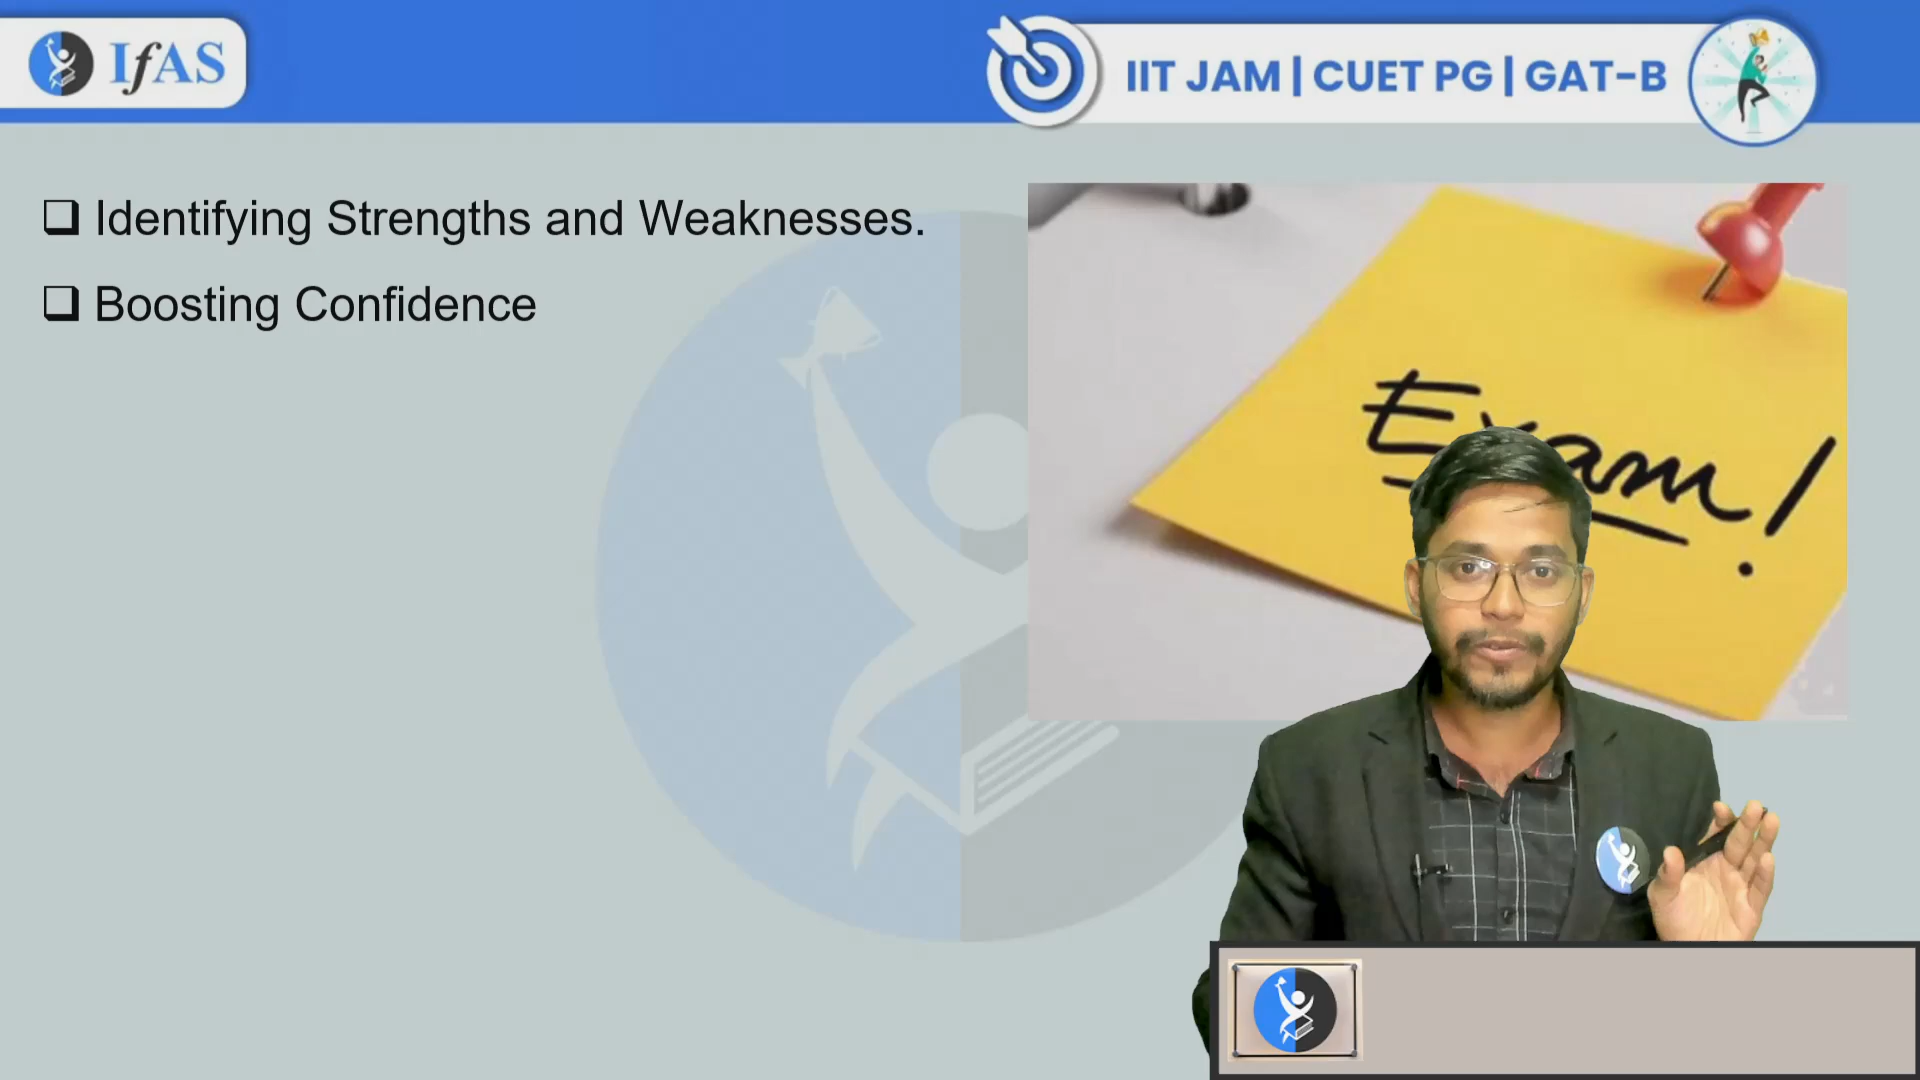 IfAS
IIT JAM | CUET PG | GAT-B
❑ Identifying Strengths and Weaknesses.
❑ Boosting Confidence
Exam!